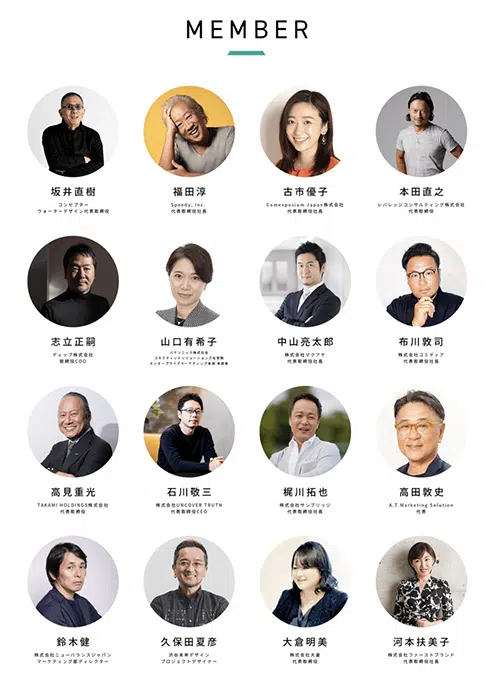 MEMBER
坂井直樹
コンセプター
ウォーターデザイン代表取締役
福田淳
Speedy, Inc.
代表取締役社長
古市優子
Comexposium Japan株式会社
代表取締役社長
本田直之
レバレッジコンサルティング株式会社
代表取締役
志立正嗣
ディップ株式会社
取締役COO
山口有希子
パナソニック株式会社
コネクティッドソリューションズ社常務
エンタープライズマーケティング本部 本部長
中山亮太郎
株式会社マクアケ
代表取締役社長
布川敦司
株式会社コミディア
代表取締役社長
高見重光
TAKAMI HOLDINGS株式会社
代表取締役
石川敬三
株式会社UNCOVER TRUTH
代表取締役CEO
梶川拓也
株式会社サンブリッジ
代表取締役社長
高田敦史
A.T.Marketing Solution
代表
鈴木健
株式会社ニューバランスジャパン
マーケティング部ディレクター
久保田夏彦
渋谷未来デザイン
プロジェクトデザイナー
大倉明美
株式会社大倉
代表取締役社長
河本扶美子
株式会社ファーストブランド
代表取締役社長